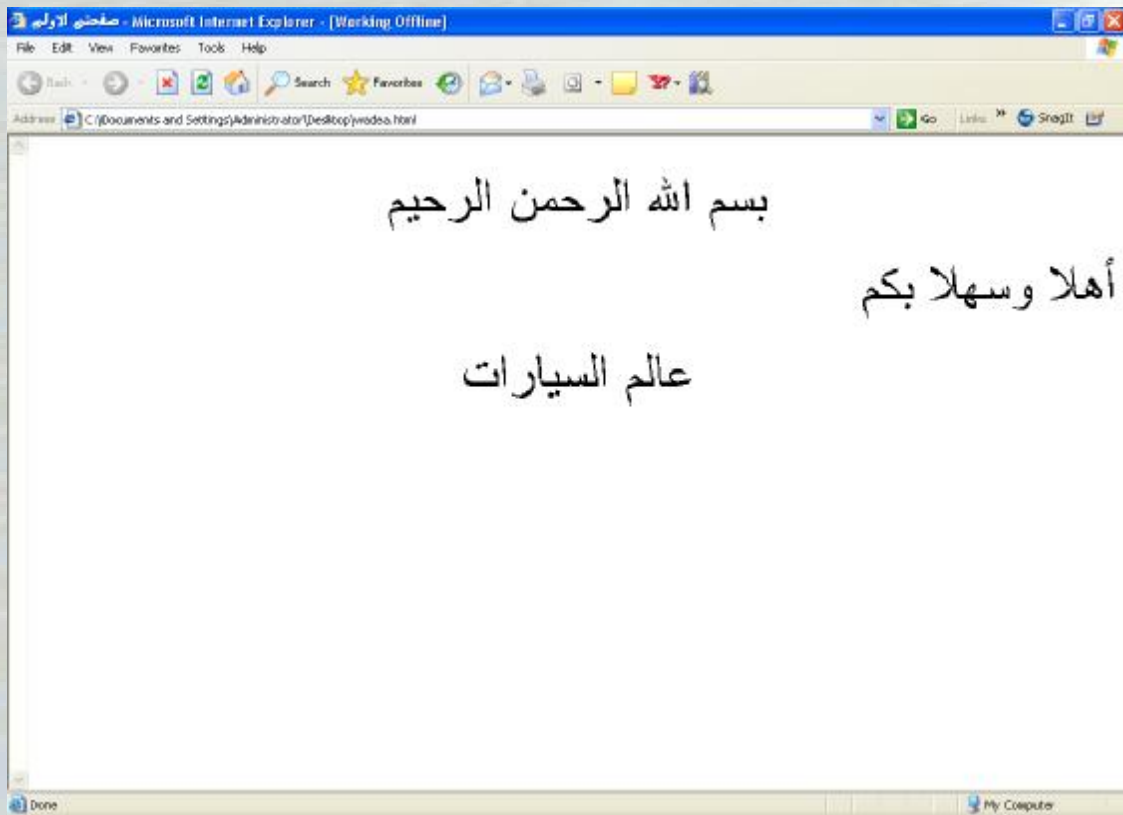 صفحتي الاولى - Microsoft Internet Explorer - [Working Offline]
File Edit View Favorites Tools Help
Back Search Favorites
Address C:\Documents and Settings\Administrator\Desktop\wadea.html Go Links » SnagIt
بسم الله الرحمن الرحيم
أهلا وسهلا بكم
عالم السيارات
Done My Computer